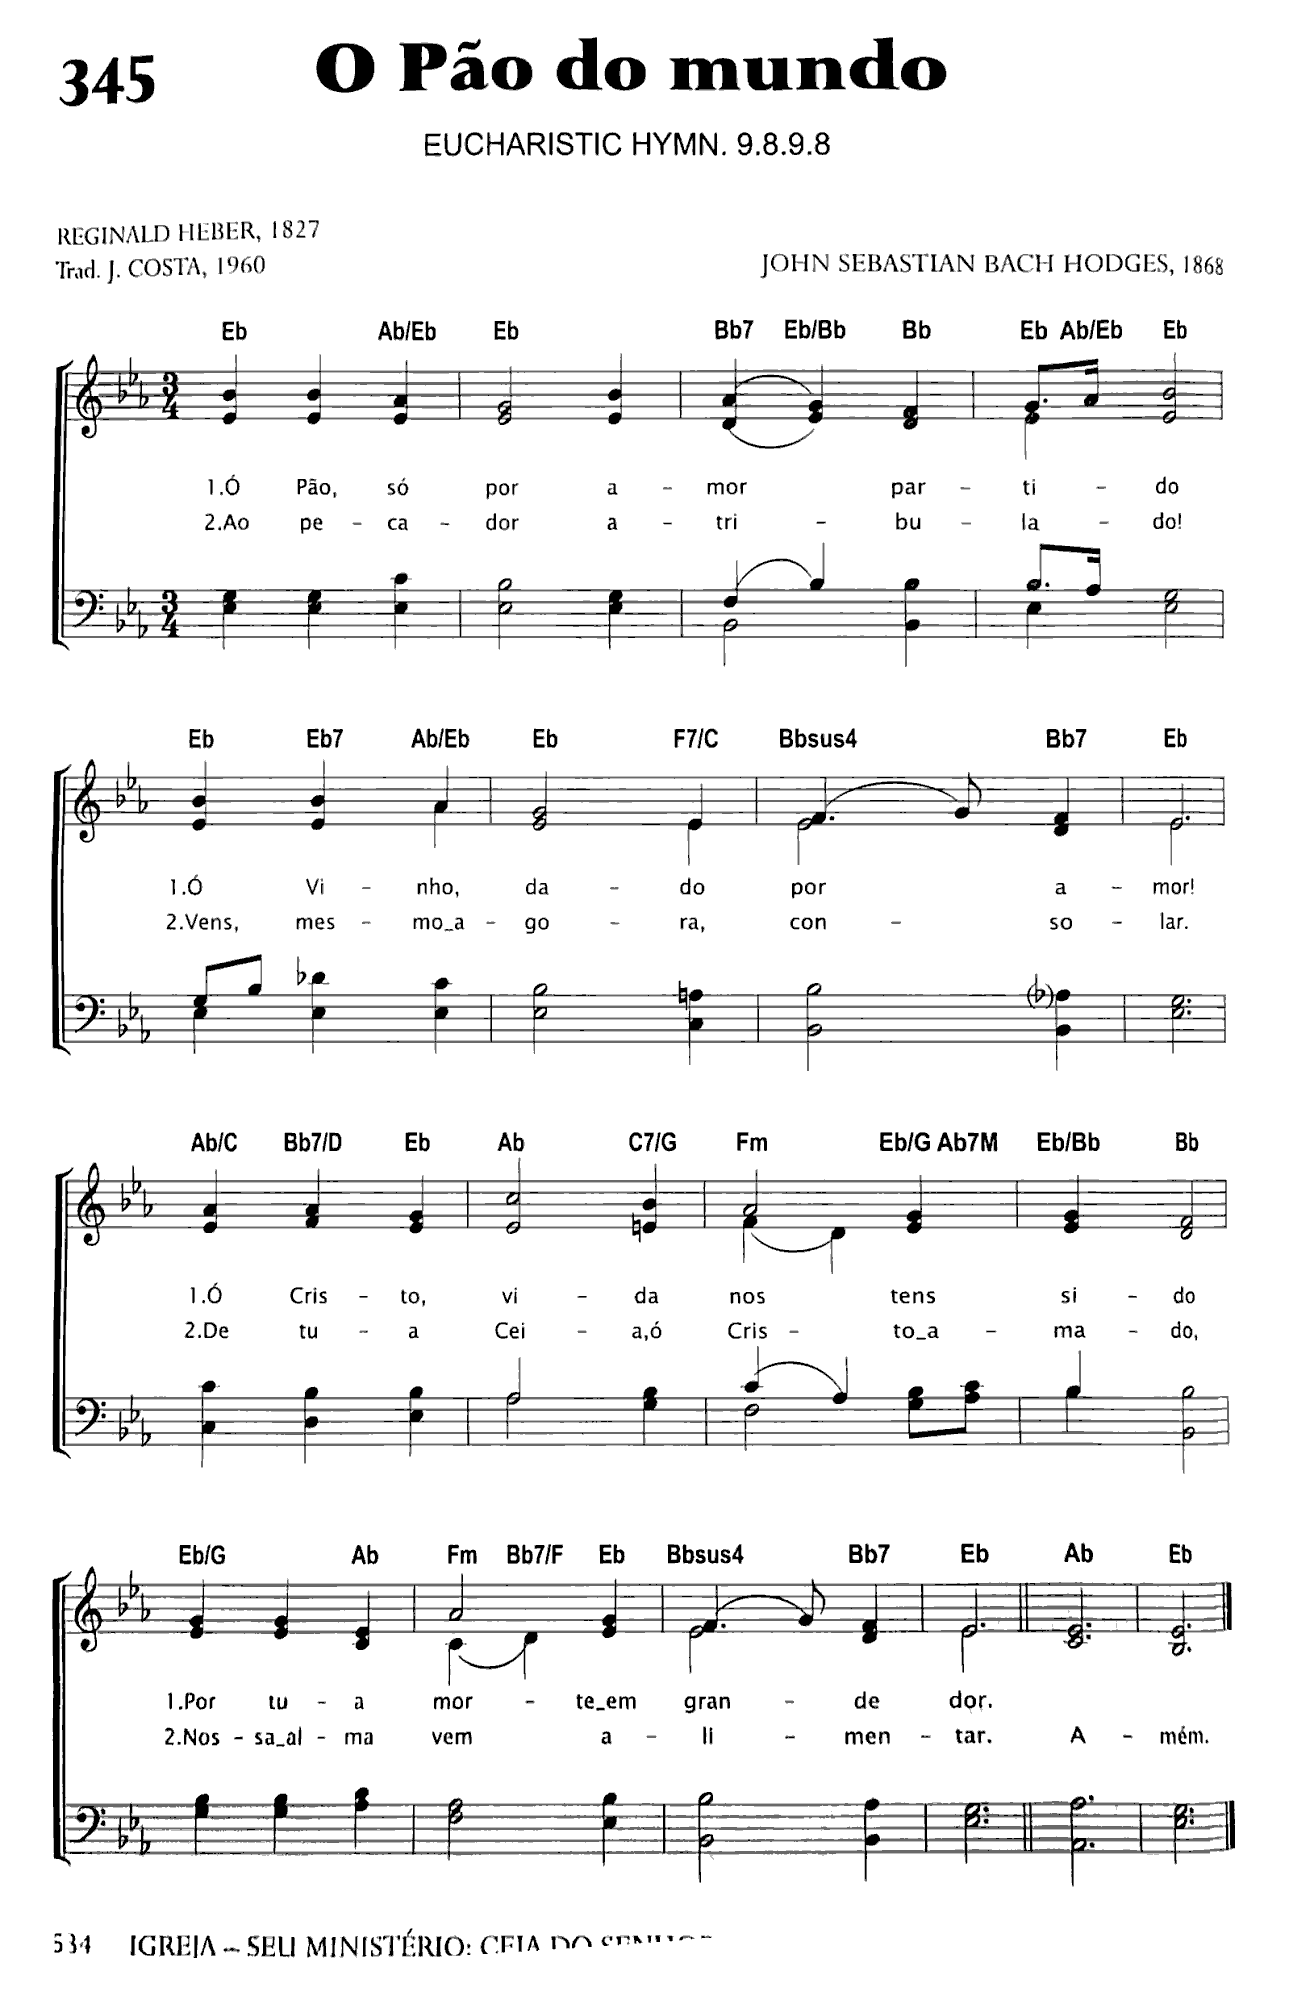 345 O Pão do mundo
EUCHARISTIC HYMN. 9.8.9.8
REGINALD HEBER, 1827
Trad. J. COSTA, 1960
JOHN SEBASTIAN BACH HODGES, 1868
Eb Ab/Eb Eb Bb7 Eb/Bb Bb Eb Ab/Eb Eb
3 4
1.Ó Pão, só por a - mor par - ti - do
2.Ao pe - ca - dor a - tri - bu - la - do!
3 4
Eb Eb7 Ab/Eb Eb F7/C Bbsus4 Bb7 Eb
1.Ó Vi - nho, da - do por a - mor!
2.Vens, mes - mo_a - go - ra, con - so - lar.
Ab/C Bb7/D Eb Ab C7/G Fm Eb/G Ab7M Eb/Bb Bb
1.Ó Cris - to, vi - da nos tens si - do
2.De tu - a Cei - a,ó Cris - to_a - ma - do,
Eb/G Ab Fm Bb7/F Eb Bbsus4 Bb7 Eb Ab Eb
1.Por tu - a mor - te_em gran - de dor.
2.Nos - sa_al - ma vem a - li - men - tar. A - mém.
534 IGREJA – SEU MINISTÉRIO: CEIA DO SENHOR